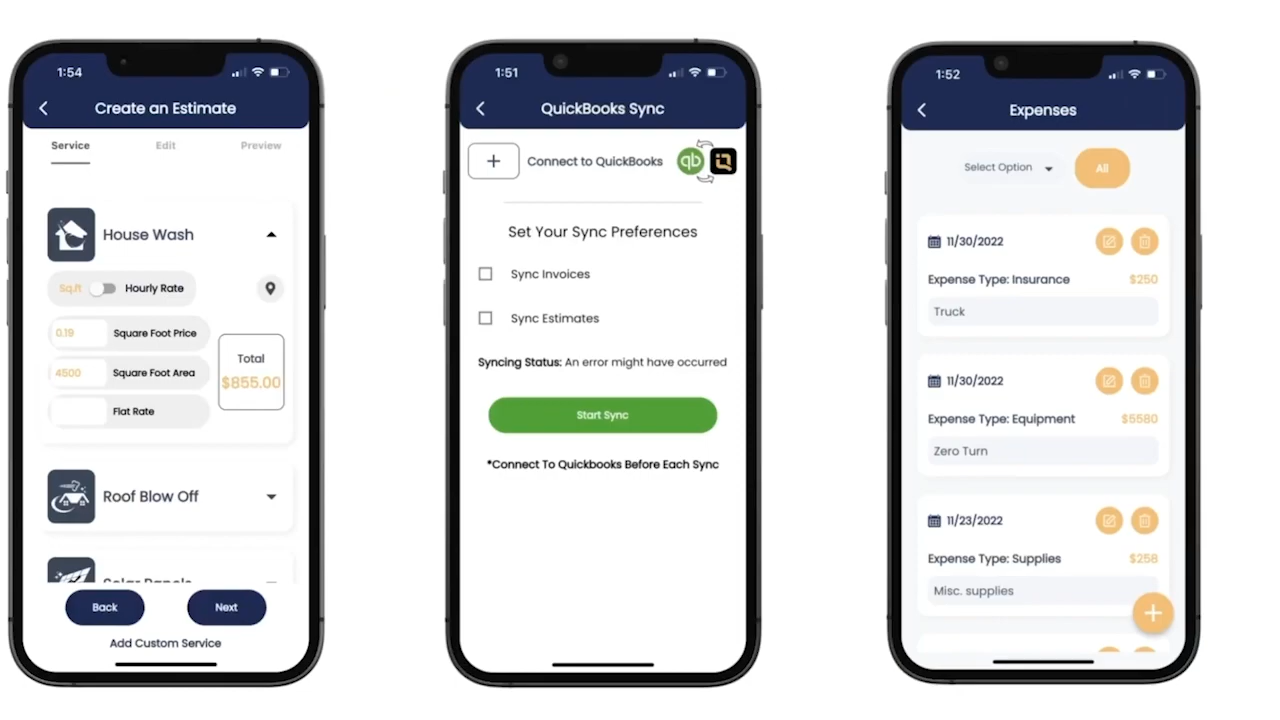 1:54
Create an Estimate
Service Edit Preview
House Wash
Sq.ft Hourly Rate
0.19 Square Foot Price
Total
$855.00
4500 Square Foot Area
Flat Rate
Roof Blow Off
Solar Panels
Back Next
Add Custom Service
1:51
QuickBooks Sync
+ Connect to QuickBooks qb
Set Your Sync Preferences
Sync Invoices
Sync Estimates
Syncing Status: An error might have occurred
Start Sync
*Connect To Quickbooks Before Each Sync
1:52
Expenses
Select Option All
11/30/2022
Expense Type: Insurance $250
Truck
11/30/2022
Expense Type: Equipment $5580
Zero Turn
11/23/2022
Expense Type: Supplies $258
Misc. supplies
+